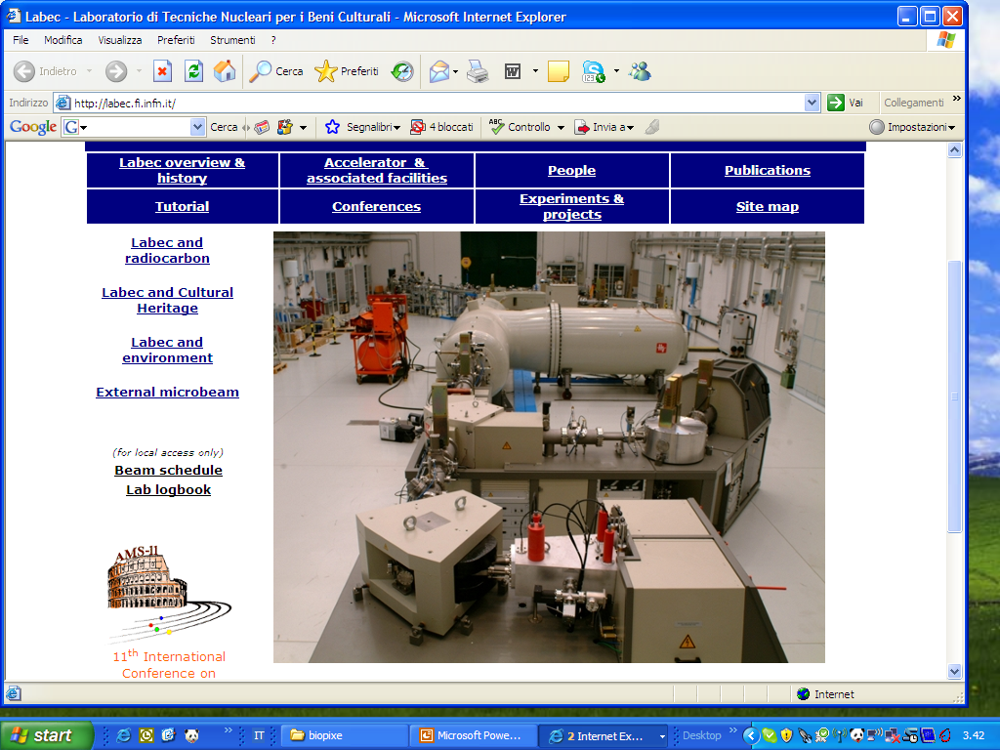 Labec - Laboratorio di Tecniche Nucleari per i Beni Culturali - Microsoft Internet Explorer
File Modifica Visualizza Preferiti Strumenti ?
Indietro Cerca Preferiti
Indirizzo http://labec.fi.infn.it/ Vai Collegamenti »
Google G Cerca Segnalibri 4 bloccati ABC Controllo Invia a Impostazioni
Labec overview & history
Accelerator & associated facilities
People
Publications
Tutorial
Conferences
Experiments & projects
Site map
Labec and
radiocarbon
Labec and Cultural
Heritage
Labec and
environment
External microbeam
(for local access only)
Beam schedule
Lab logbook
AMS-11
11th International
Conference on
Internet
start IT biopixe Microsoft Powe... 2 Internet Ex... Desktop » 3.42